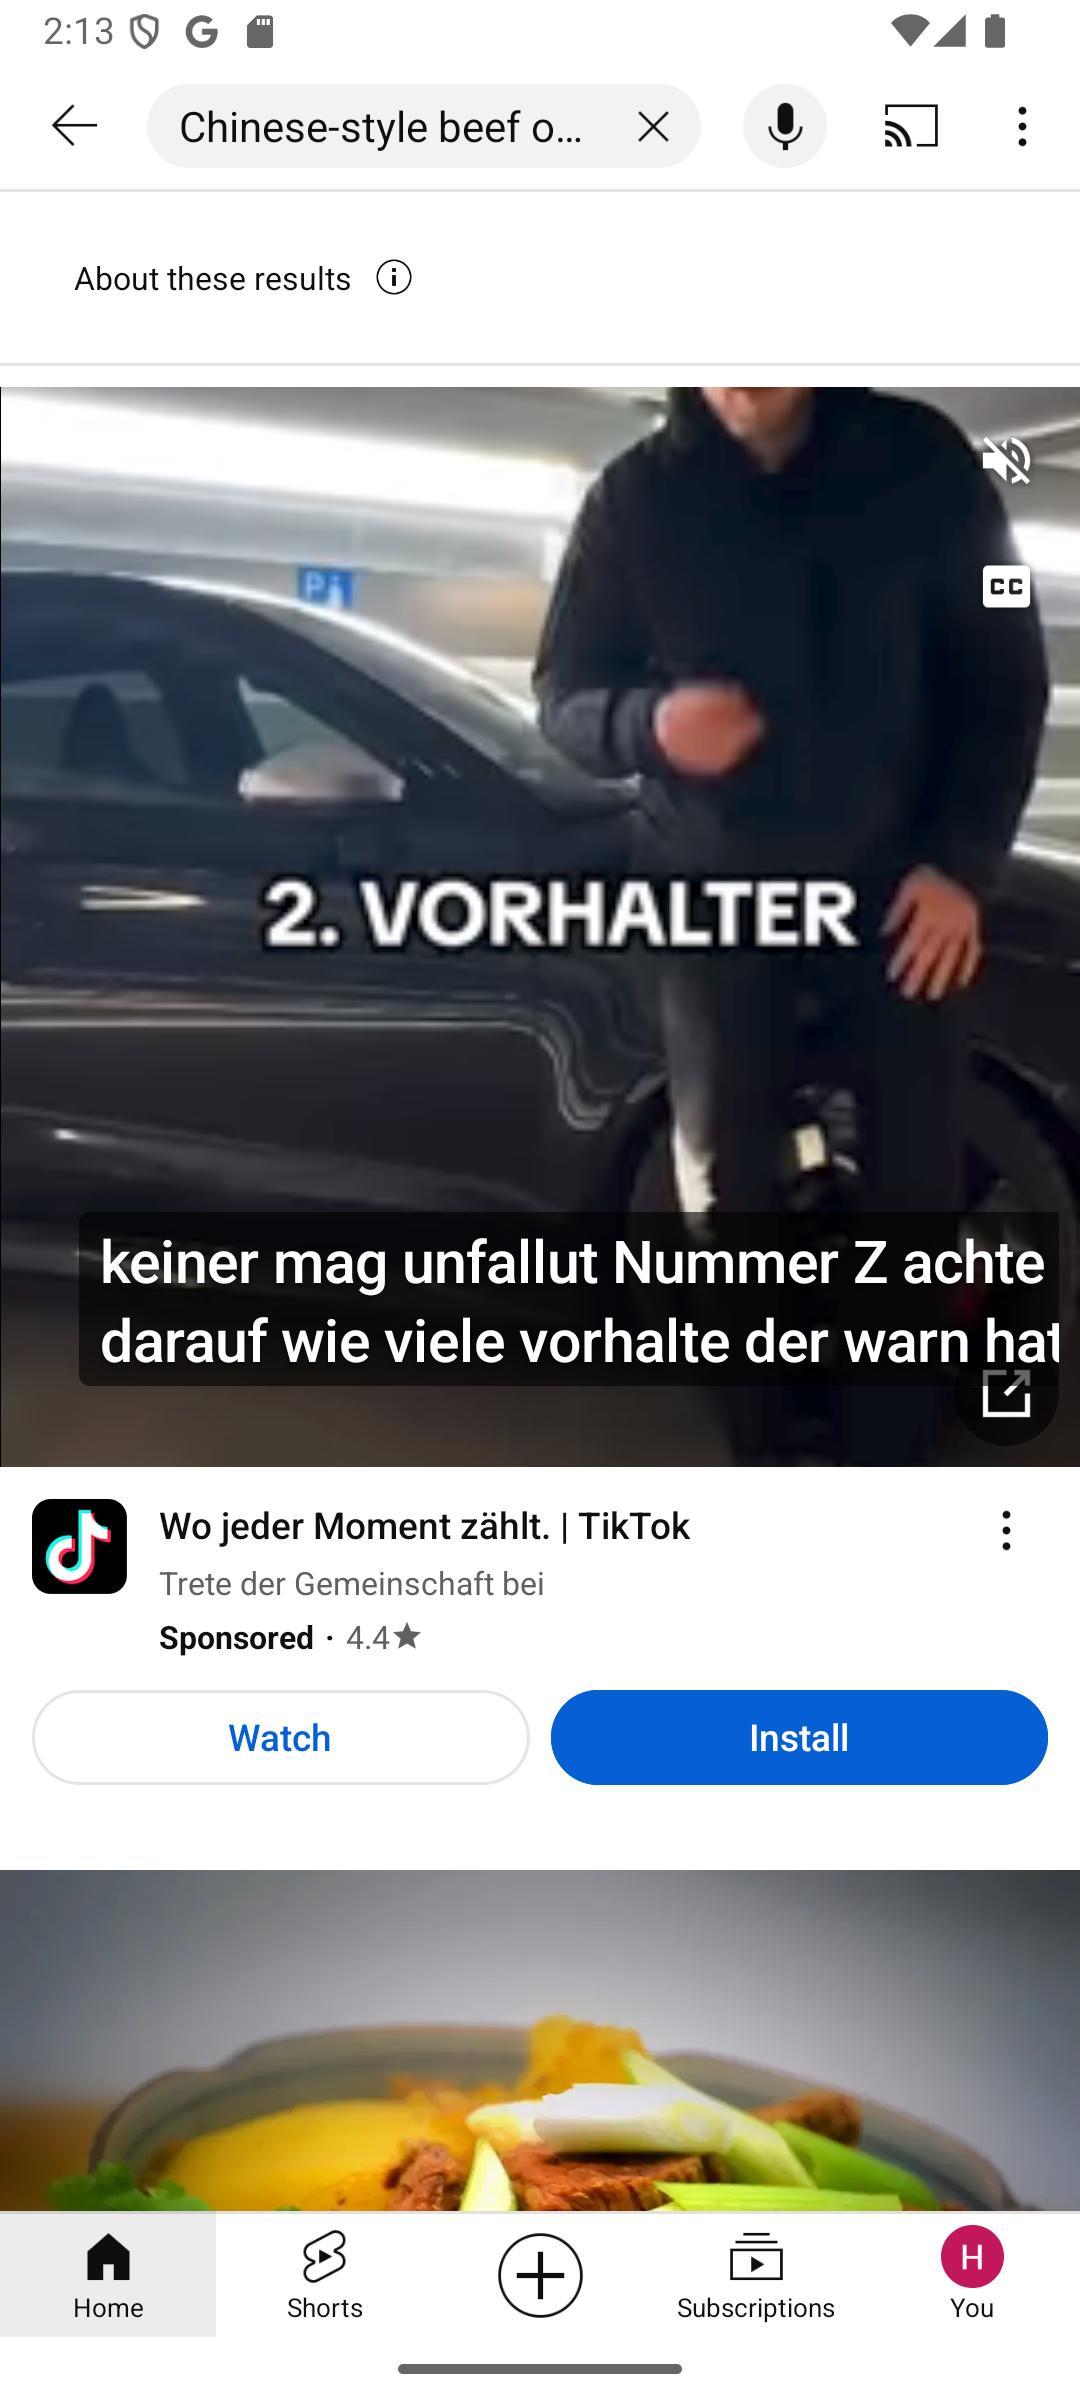 2:13
Chinese-style beef o...
About these results
CC
2. VORHALTER
keiner mag unfallut Nummer Z achte
darauf wie viele vorhalte der warn hat
Wo jeder Moment zählt. | TikTok
Trete der Gemeinschaft bei
Sponsored · 4.4★
Watch
Install
Home
Shorts
Subscriptions
H
You